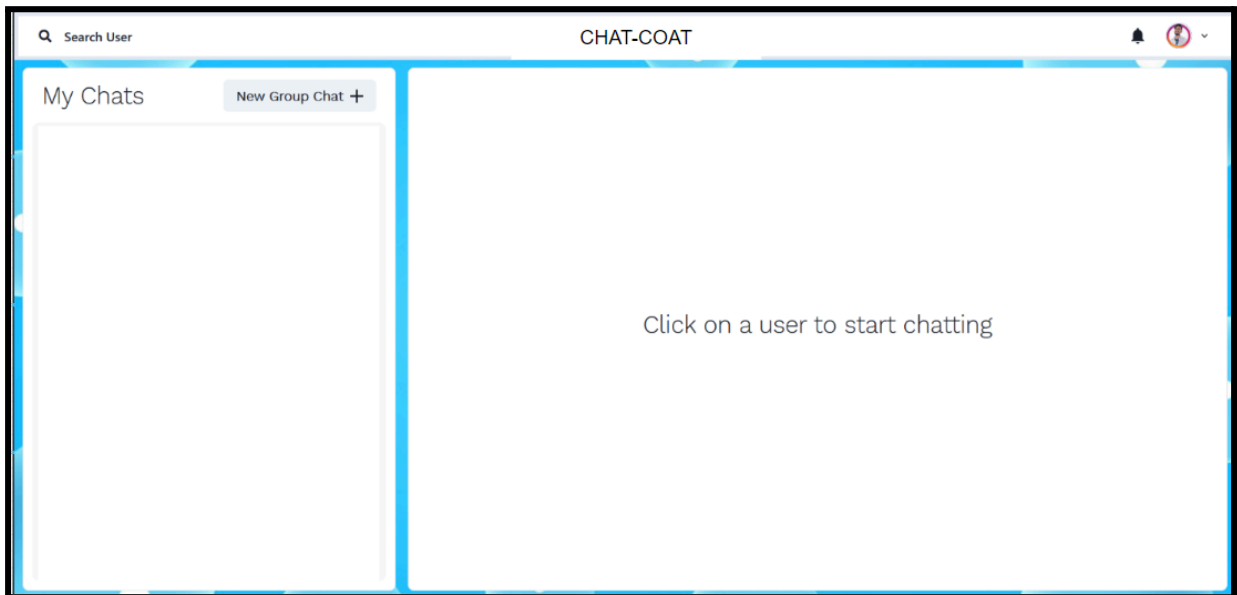 Search User
CHAT-COAT
My Chats
New Group Chat +
Click on a user to start chatting